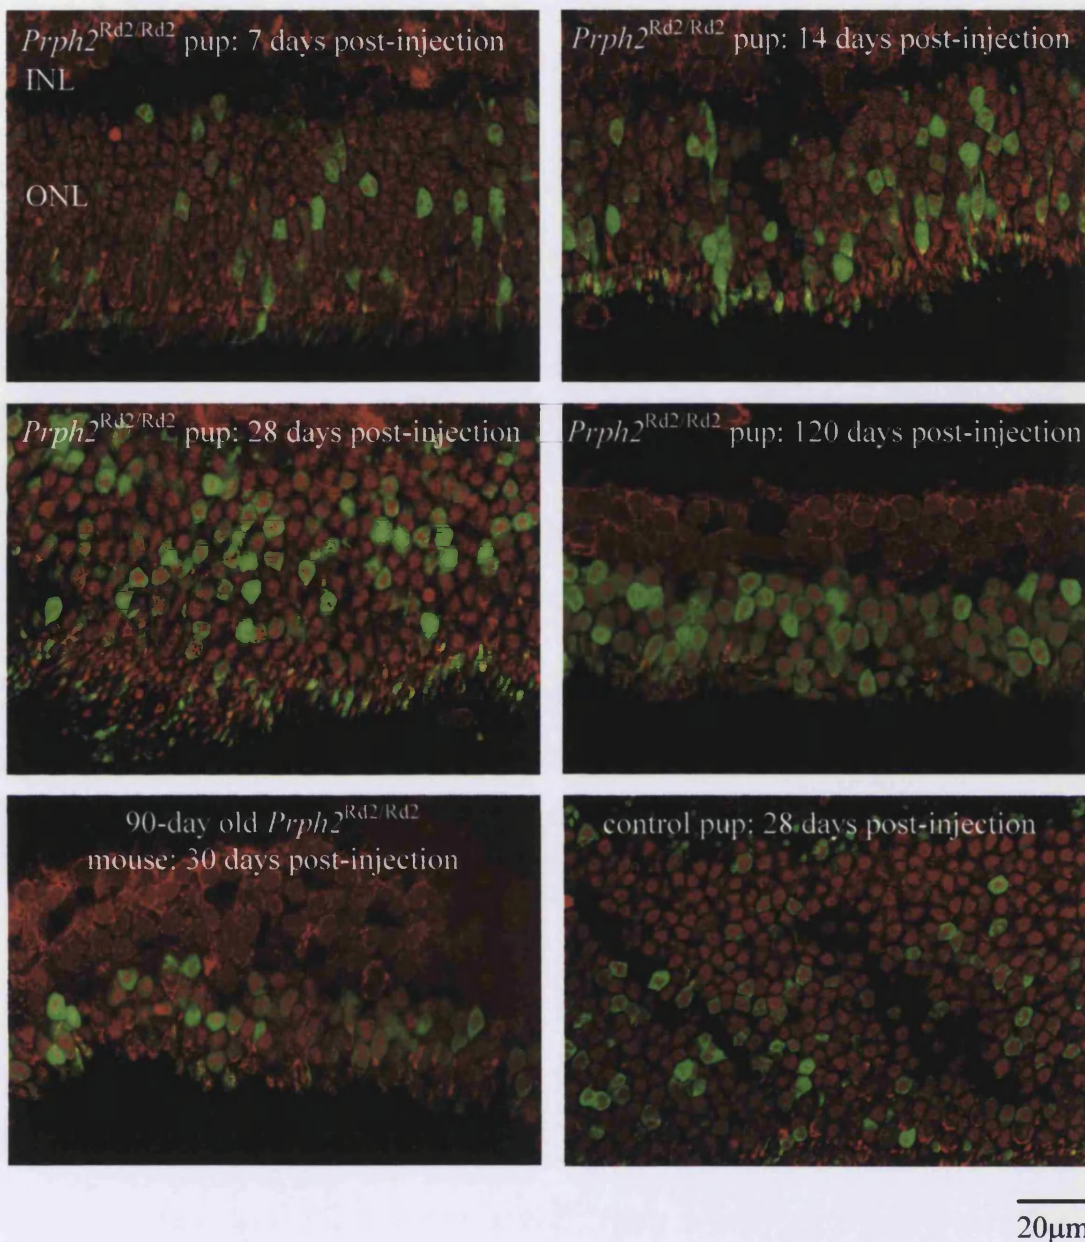 Prph2Rd2/Rd2 pup: 7 days post-injection
INL
ONL
Prph2Rd2/Rd2 pup: 14 days post-injection
Prph2Rd2/Rd2 pup: 28 days post-injection
Prph2Rd2/Rd2 pup: 120 days post-injection
90-day old Prph2Rd2/Rd2
mouse: 30 days post-injection
control pup: 28 days post-injection
20μm